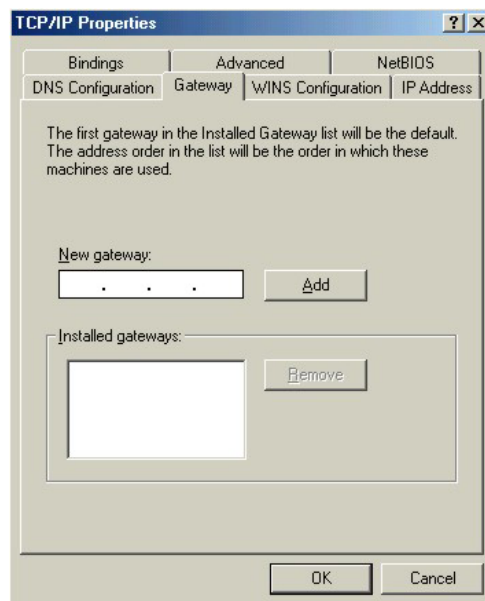 TCP/IP Properties
Bindings Advanced NetBIOS
DNS Configuration Gateway WINS Configuration IP Address
The first gateway in the Installed Gateway list will be the default.
The address order in the list will be the order in which these
machines are used.
New gateway:
. . .
Add
Installed gateways:
Remove
OK Cancel